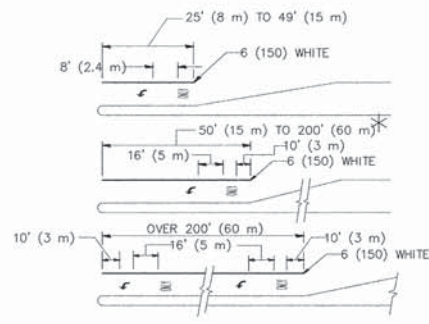 25' (8 m) TO 49' (15 m)
8' (2.4 m)
6 (150) WHITE
50' (15 m) TO 200' (60 m)
16' (5 m)
10' (3 m)
6 (150) WHITE
OVER 200' (60 m)
10' (3 m)
16' (5 m)
10' (3 m)
6 (150) WHITE